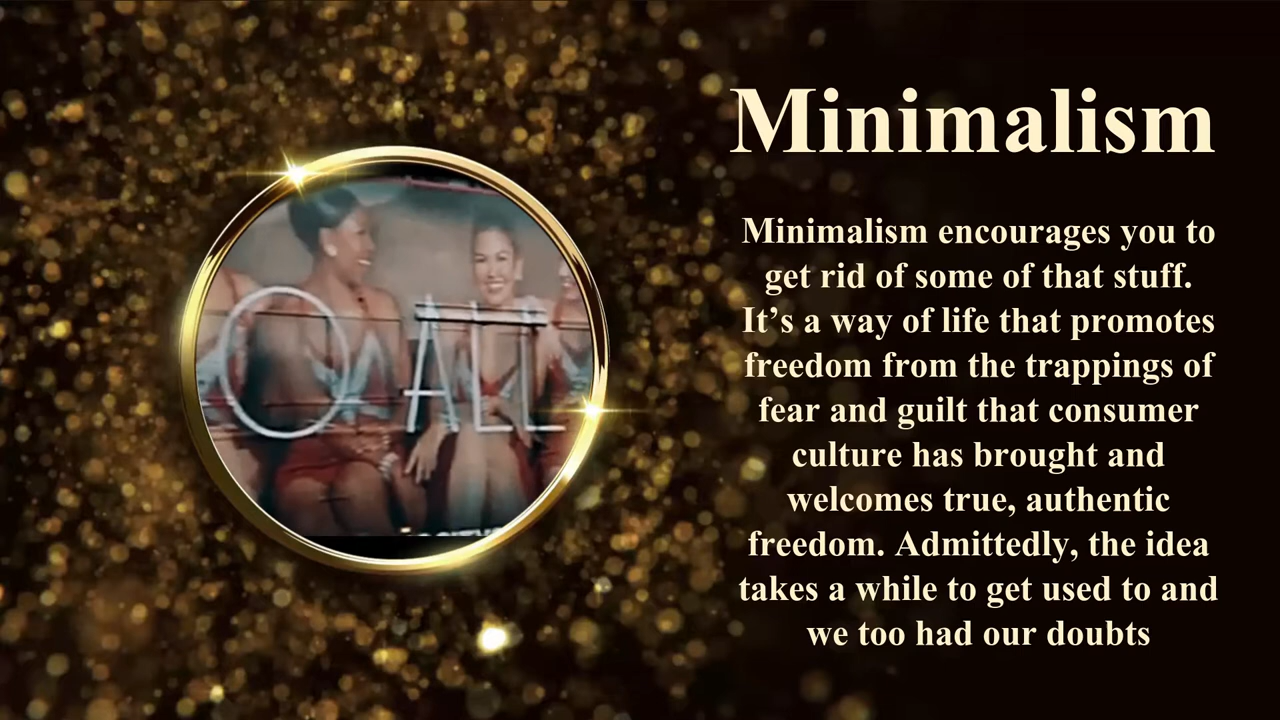 Minimalism
O ALL
Minimalism encourages you to
get rid of some of that stuff.
It’s a way of life that promotes
freedom from the trappings of
fear and guilt that consumer
culture has brought and
welcomes true, authentic
freedom. Admittedly, the idea
takes a while to get used to and
we too had our doubts